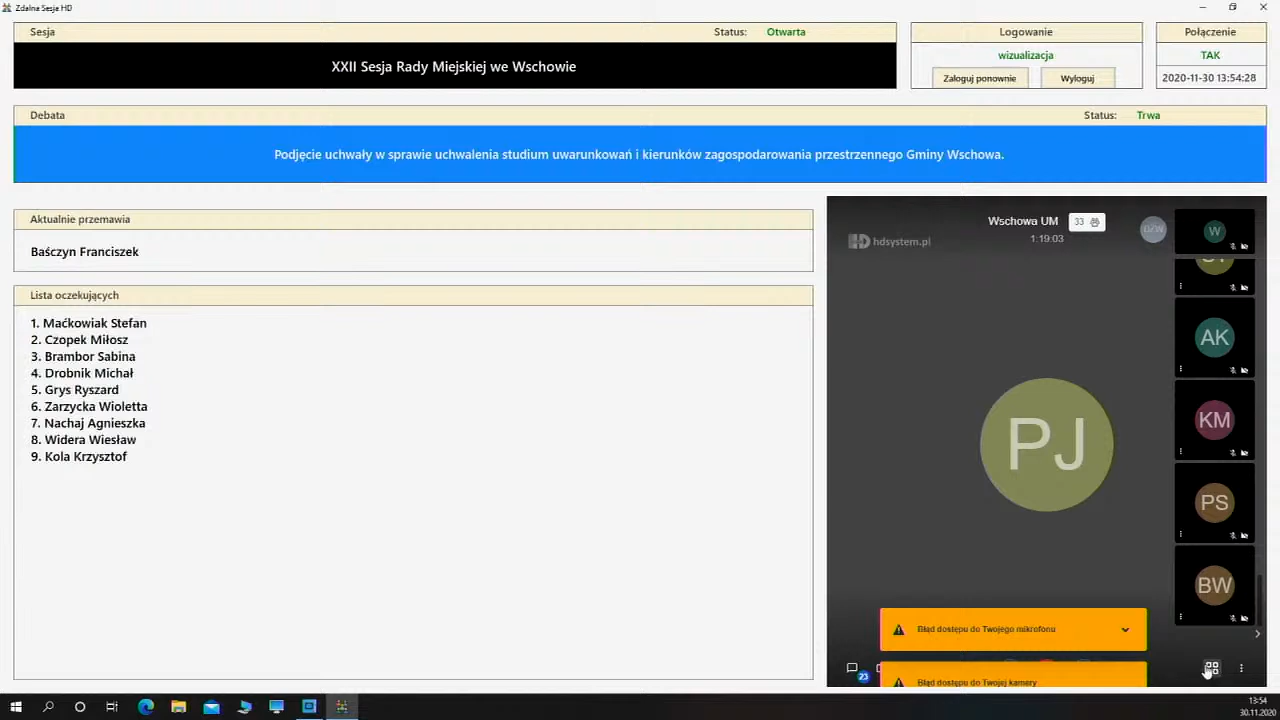 Zdalna Sesja HD
Sesja
Status: Otwarta
XXII Sesja Rady Miejskiej we Wschowie
Logowanie
wizualizacja
Zaloguj ponownie
Wyloguj
Połączenie
TAK
2020-11-30 13:54:28
Debata
Status: Trwa
Podjęcie uchwały w sprawie uchwalenia studium uwarunkowań i kierunków zagospodarowania przestrzennego Gminy Wschowa.
Aktualnie przemawia
Baśczyn Franciszek
Lista oczekujących
1. Maćkowiak Stefan
2. Czopek Miłosz
3. Brambor Sabina
4. Drobnik Michał
5. Grys Ryszard
6. Zarzycka Wioletta
7. Nachaj Agnieszka
8. Widera Wiesław
9. Kola Krzysztof
hdsystem.pl
Wschowa UM 33
1:19:03
W
AK
KM
PS
BW
PJ
Błąd dostępu do Twojego mikrofonu
Błąd dostępu do Twojej kamery
23
13:54
30.11.2020